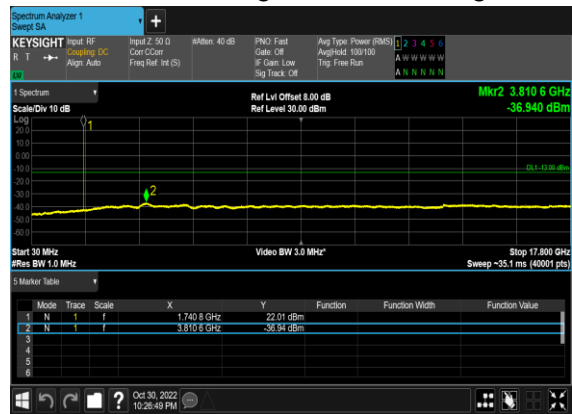 Spectrum Analyzer 1
Swept SA
+
KEYSIGHT Input: RF Input Z: 50 Ω #Atten: 40 dB PNO: Fast Avg Type: Power (RMS) 1 2 3 4 5 6
R T Coupling: DC Corr CCorr Gate: Off Avg|Hold: 100/100 A W W W W W
Align: Auto Freq Ref: Int (S) IF Gain: Low Trig: Free Run
Sig Track: Off A N N N N N
LW
1 Spectrum Ref Lvl Offset 8.00 dB Mkr2 3.810 6 GHz
Scale/Div 10 dB Ref Level 30.00 dBm -36.940 dBm
Log
20.0 1
10.0
0.00
-10.0 DL1 -13.00 dBm
-20.0
-30.0 2
-40.0
-50.0
-60.0
Start 30 MHz Video BW 3.0 MHz* Stop 17.800 GHz
#Res BW 1.0 MHz Sweep ~35.1 ms (40001 pts)
5 Marker Table
Mode Trace Scale X Y Function Function Width Function Value
1 N 1 f 1.740 8 GHz 22.01 dBm
2 N 1 f 3.810 6 GHz -36.94 dBm
3
4
5
6
? Oct 30, 2022
10:26:49 PM